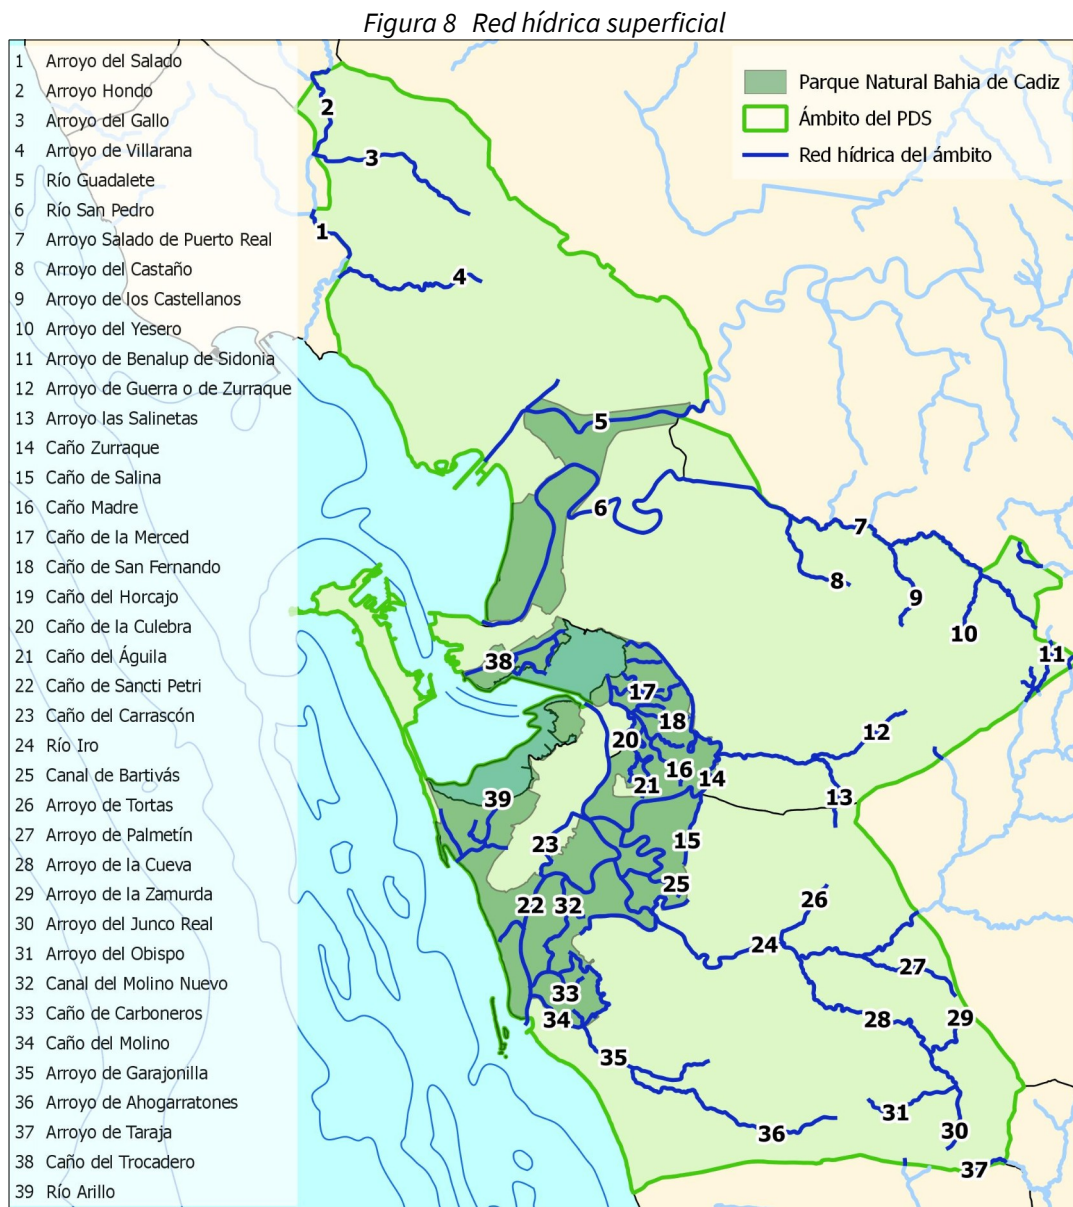 Figura 8 Red hídrica superficial
1 Arroyo del Salado
2 Arroyo Hondo
3 Arroyo del Gallo
4 Arroyo de Villarana
5 Río Guadalete
6 Río San Pedro
7 Arroyo Salado de Puerto Real
8 Arroyo del Castaño
9 Arroyo de los Castellanos
10 Arroyo del Yesero
11 Arroyo de Benalup de Sidonia
12 Arroyo de Guerra o de Zurraque
13 Arroyo las Salinetas
14 Caño Zurraque
15 Caño de Salina
16 Caño Madre
17 Caño de la Merced
18 Caño de San Fernando
19 Caño del Horcajo
20 Caño de la Culebra
21 Caño del Águila
22 Caño de Sancti Petri
23 Caño del Carrascón
24 Río Iro
25 Canal de Bartivás
26 Arroyo de Tortas
27 Arroyo de Palmetín
28 Arroyo de la Cueva
29 Arroyo de la Zamurda
30 Arroyo del Junco Real
31 Arroyo del Obispo
32 Canal del Molino Nuevo
33 Caño de Carboneros
34 Caño del Molino
35 Arroyo de Garajonilla
36 Arroyo de Ahogarratones
37 Arroyo de Taraja
38 Caño del Trocadero
39 Río Arillo
Parque Natural Bahia de Cadiz
Ámbito del PDS
Red hídrica del ámbito
2
3
1
4
5
6
7
8
9
10
11
38
17
18
20
12
16
14
21
39
13
23
15
25
26
22
32
24
27
33
28
29
34
35
31
36
30
37